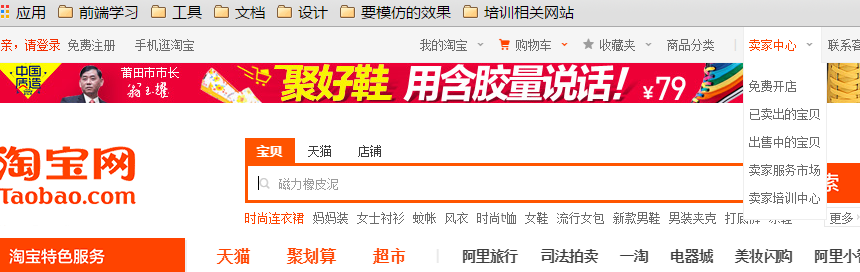 应用 前端学习 工具 文档 设计 要模仿的效果 培训相关网站
亲，请登录 免费注册 手机逛淘宝 我的淘宝 购物车 收藏夹 商品分类 卖家中心 联系客
中国质造 莆田市市长 聚好鞋 用含胶量说话! ¥79
免费开店
已卖出的宝贝
出售中的宝贝
卖家服务市场
卖家培训中心
淘宝网
Taobao.com
宝贝 天猫 店铺
磁力橡皮泥
索
时尚连衣裙 妈妈装 女士衬衫 蚊帐 风衣 时尚t恤 女鞋 流行女包 新款男鞋 男装夹克 打底裤 更多
淘宝特色服务 天猫 聚划算 超市 阿里旅行 司法拍卖 一淘 电器城 美妆闪购 阿里小